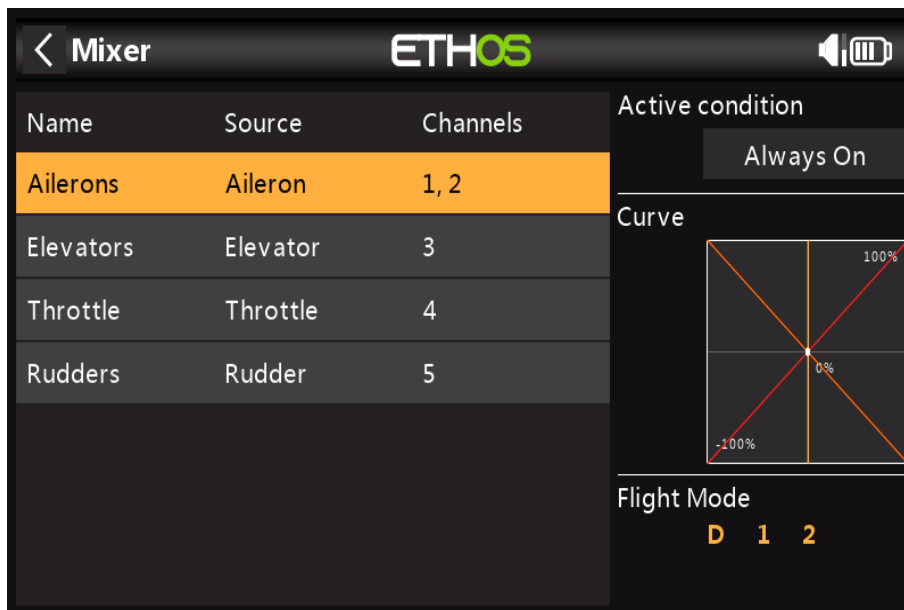 Mixer
ETHOS
Name Source Channels
Ailerons Aileron 1, 2
Elevators Elevator 3
Throttle Throttle 4
Rudders Rudder 5
Active condition
Always On
Curve
100%
0%
-100%
Flight Mode
D 1 2